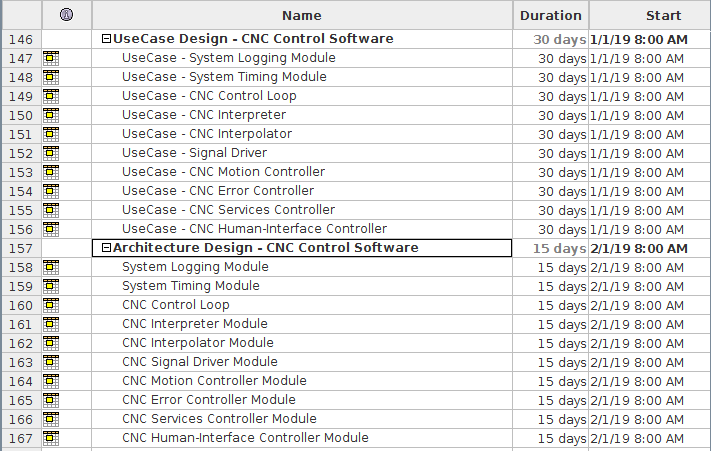 Name Duration Start
146 UseCase Design - CNC Control Software 30 days 1/1/19 8:00 AM
147 UseCase - System Logging Module 30 days 1/1/19 8:00 AM
148 UseCase - System Timing Module 30 days 1/1/19 8:00 AM
149 UseCase - CNC Control Loop 30 days 1/1/19 8:00 AM
150 UseCase - CNC Interpreter 30 days 1/1/19 8:00 AM
151 UseCase - CNC Interpolator 30 days 1/1/19 8:00 AM
152 UseCase - Signal Driver 30 days 1/1/19 8:00 AM
153 UseCase - CNC Motion Controller 30 days 1/1/19 8:00 AM
154 UseCase - CNC Error Controller 30 days 1/1/19 8:00 AM
155 UseCase - CNC Services Controller 30 days 1/1/19 8:00 AM
156 UseCase - CNC Human-Interface Controller 30 days 1/1/19 8:00 AM
157 Architecture Design - CNC Control Software 15 days 2/1/19 8:00 AM
158 System Logging Module 15 days 2/1/19 8:00 AM
159 System Timing Module 15 days 2/1/19 8:00 AM
160 CNC Control Loop 15 days 2/1/19 8:00 AM
161 CNC Interpreter Module 15 days 2/1/19 8:00 AM
162 CNC Interpolator Module 15 days 2/1/19 8:00 AM
163 CNC Signal Driver Module 15 days 2/1/19 8:00 AM
164 CNC Motion Controller Module 15 days 2/1/19 8:00 AM
165 CNC Error Controller Module 15 days 2/1/19 8:00 AM
166 CNC Services Controller Module 15 days 2/1/19 8:00 AM
167 CNC Human-Interface Controller Module 15 days 2/1/19 8:00 AM